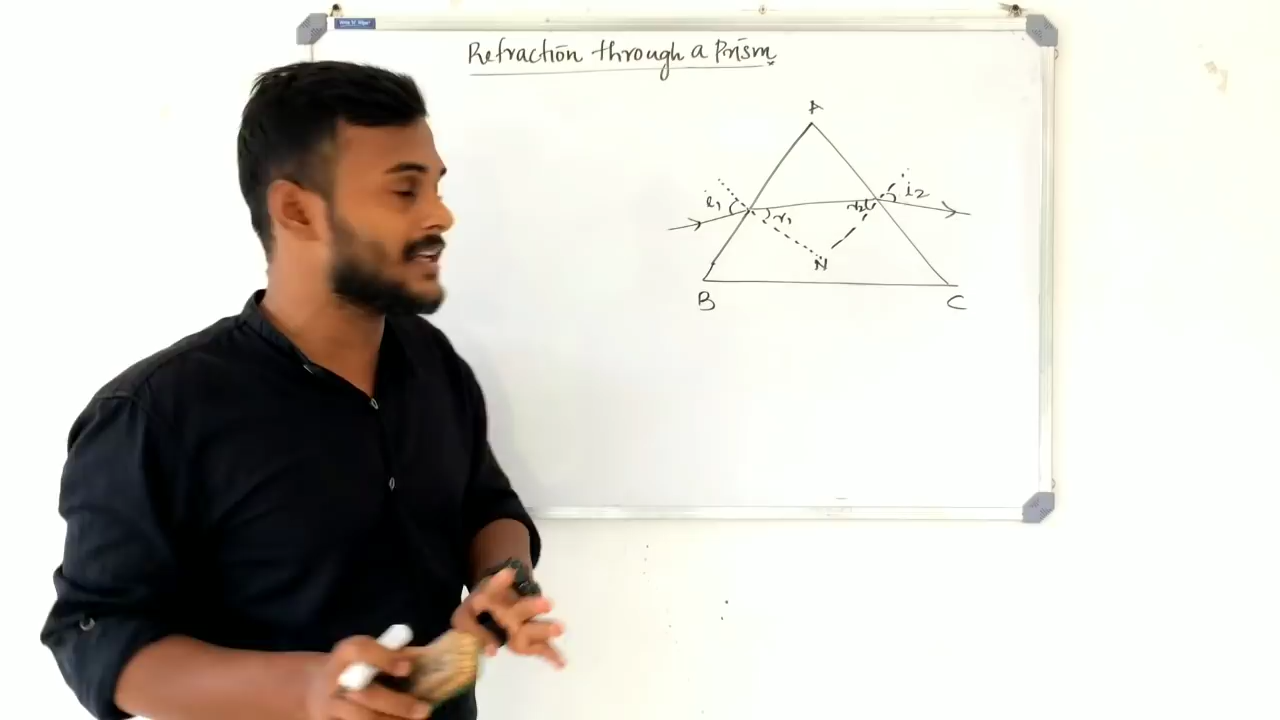 Refraction through a Prism
A
i₁
i₂
r₁
r₂
N
B
C